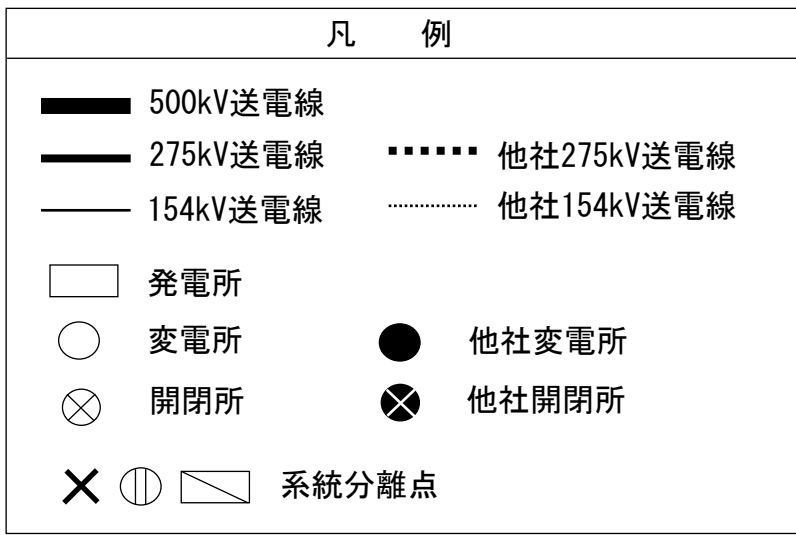 凡　例
500kV送電線
275kV送電線
他社275kV送電線
154kV送電線
他社154kV送電線
発電所
変電所
他社変電所
開閉所
他社開閉所
系統分離点